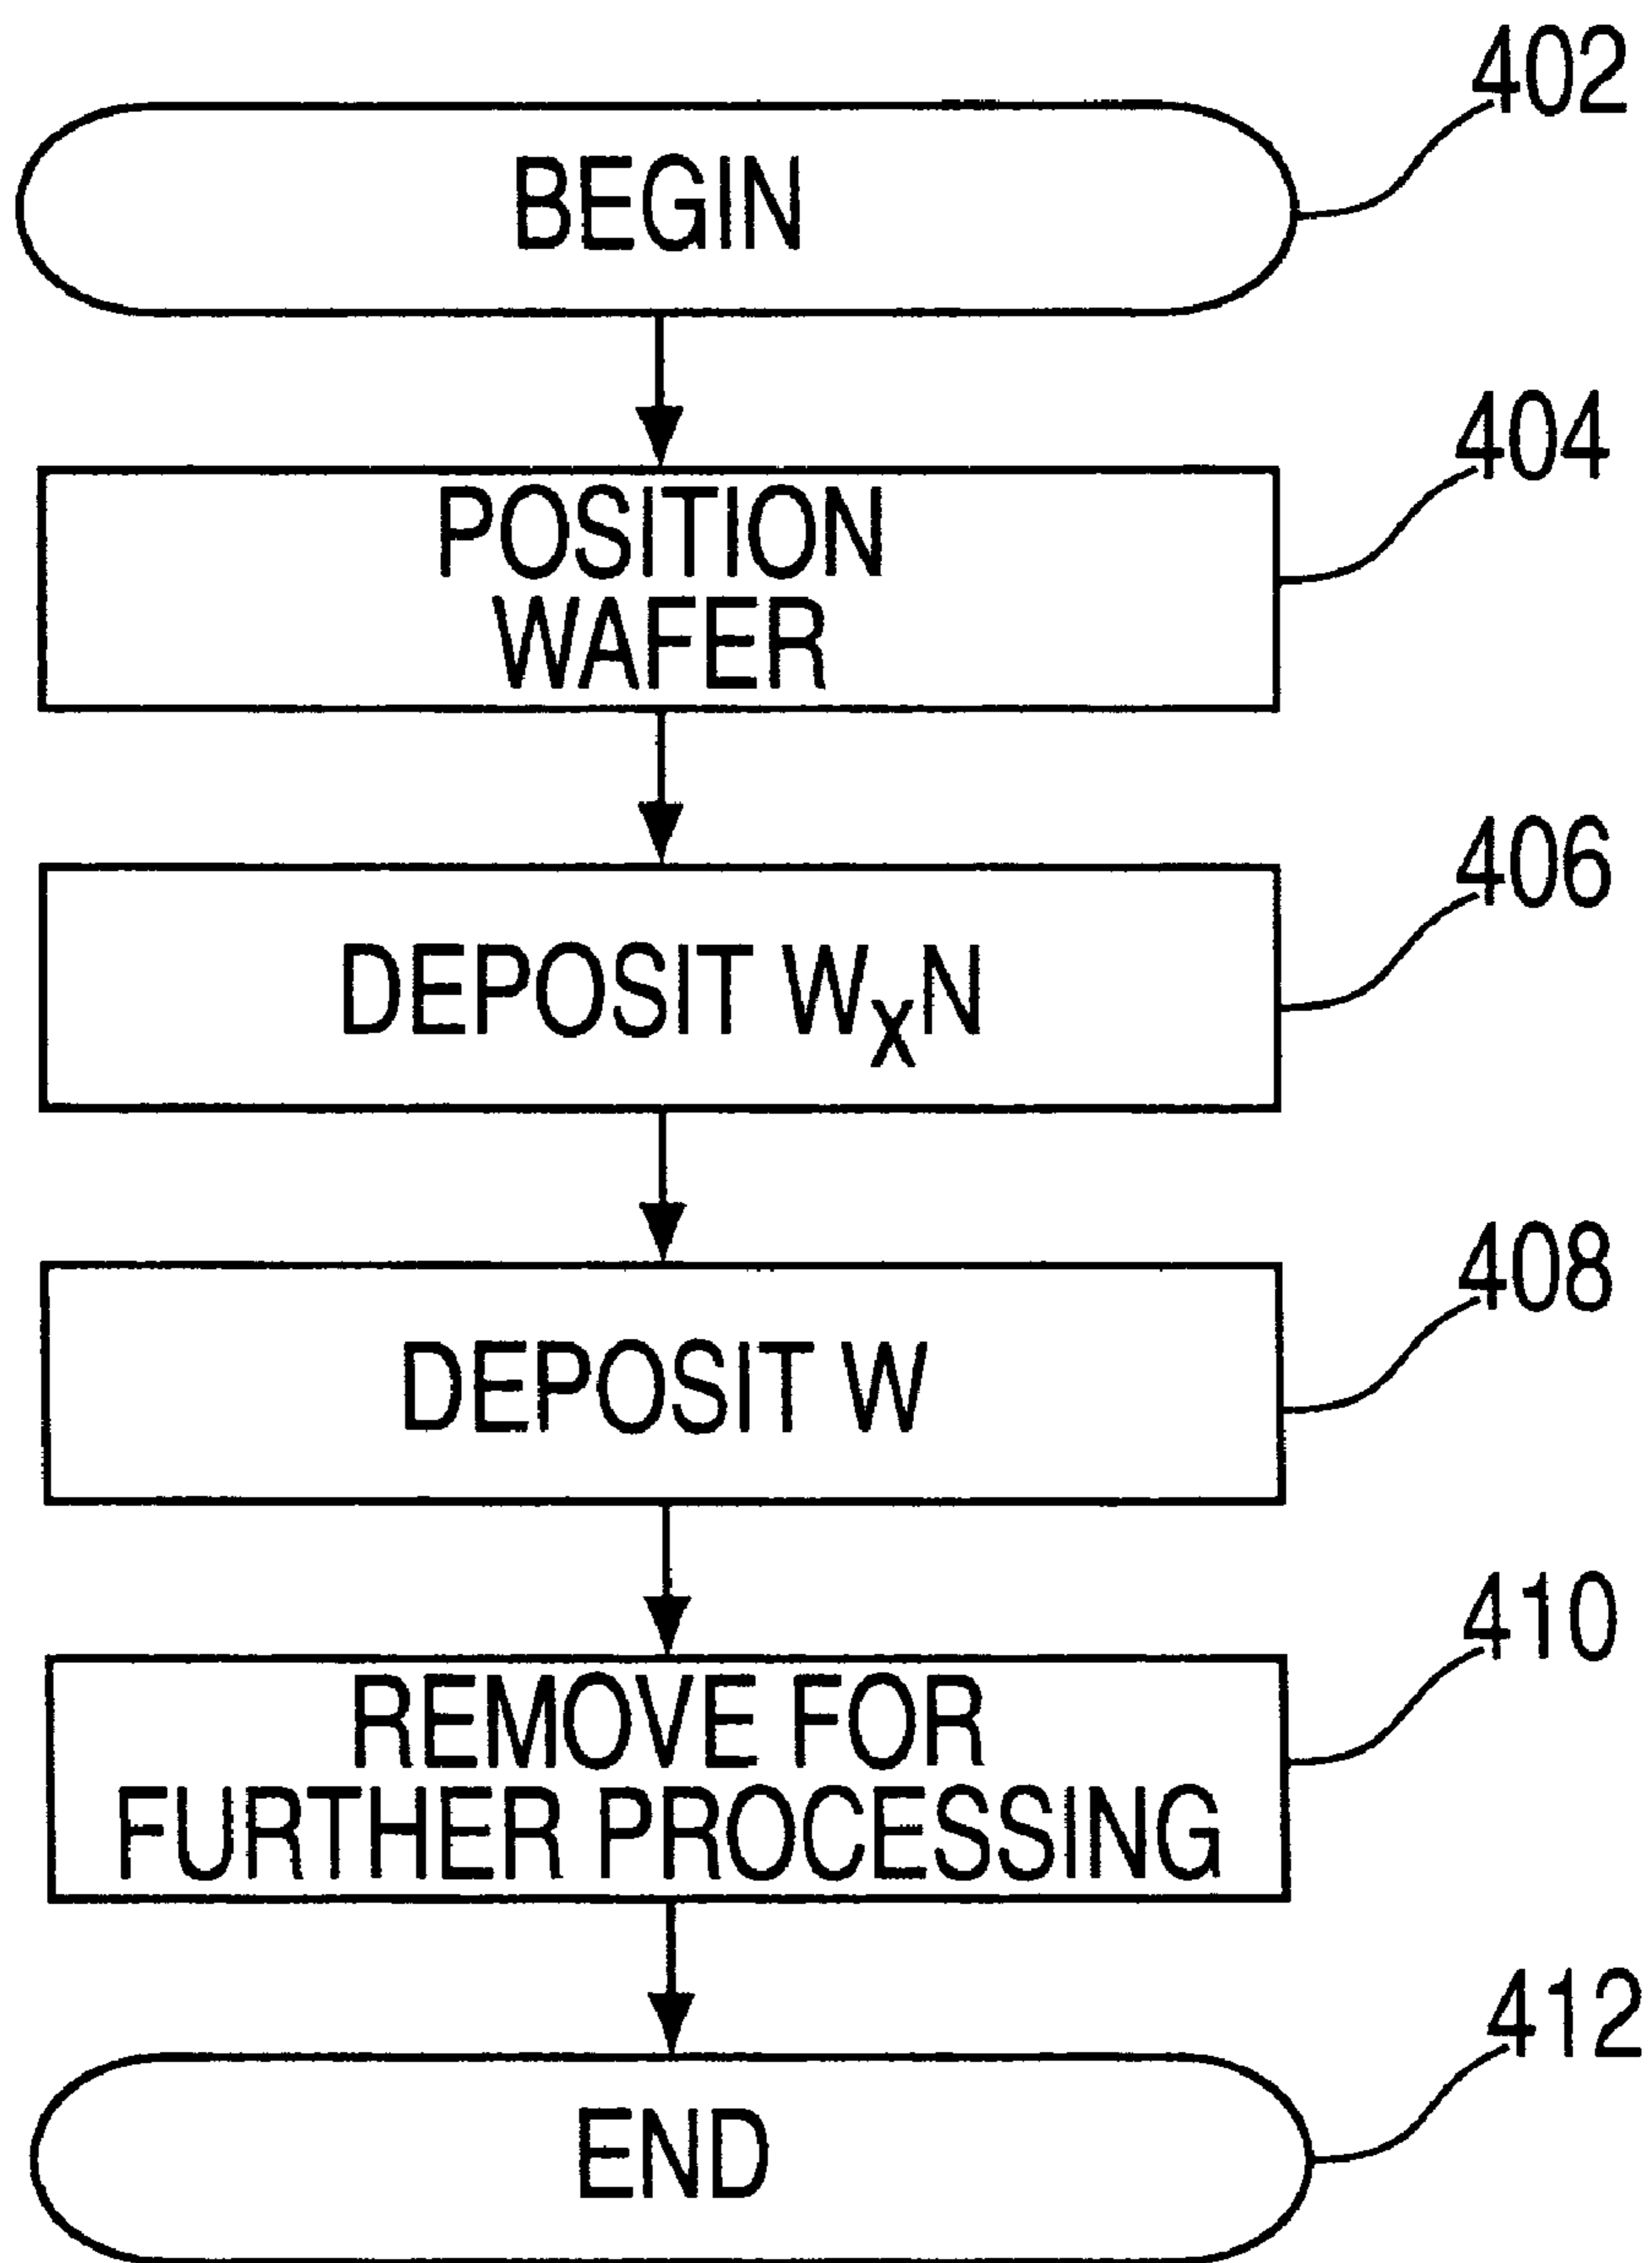 402
BEGIN
404
POSITION
WAFER
406
DEPOSIT WXN
408
DEPOSIT W
410
REMOVE FOR
FURTHER PROCESSING
412
END